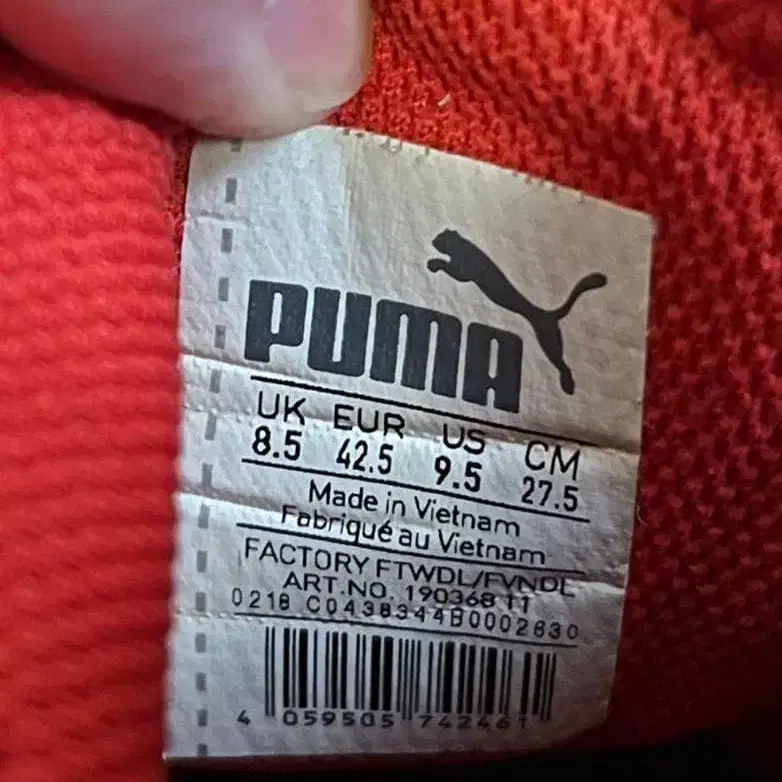 PUMA
UK EUR US CM
8.5 42.5 9.5 27.5
Made in Vietnam
Fabriqué au Vietnam
FACTORY FTWDL/FVNDL
ART.NO. 190368 11
0218 C0438344B0002630
4 059505 742461